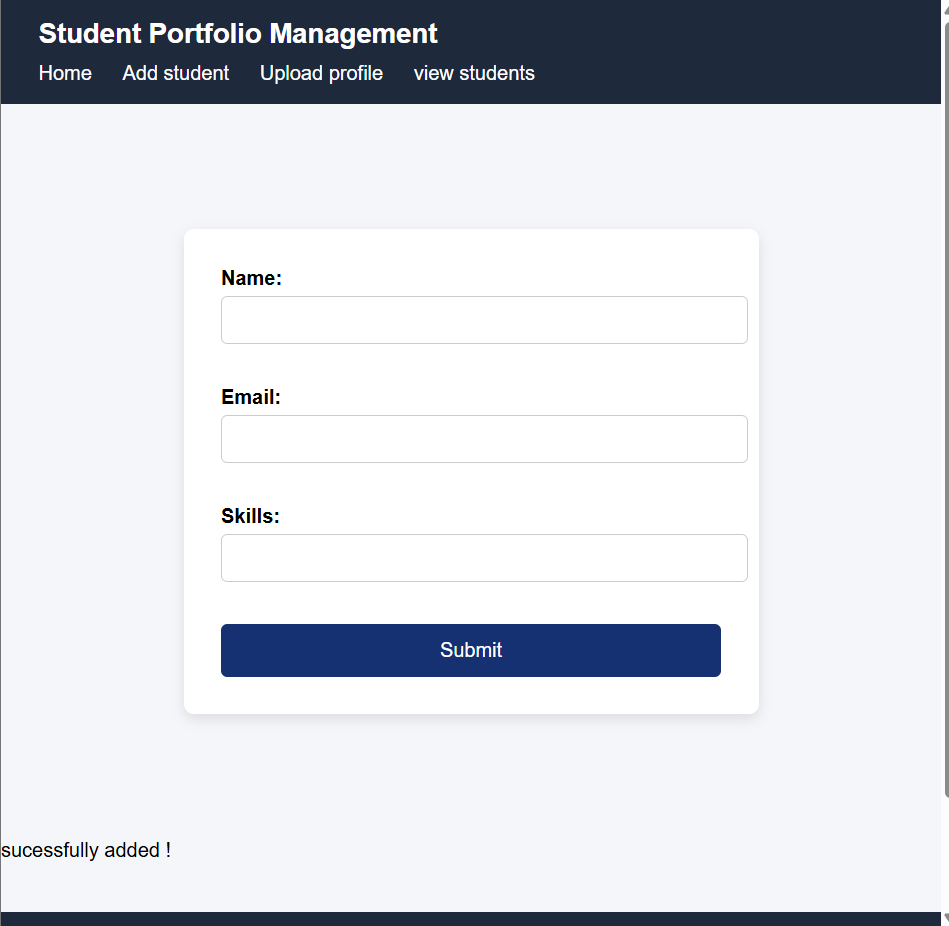 Student Portfolio Management
Home Add student Upload profile view students
Name:
Email:
Skills:
Submit
sucessfully added !